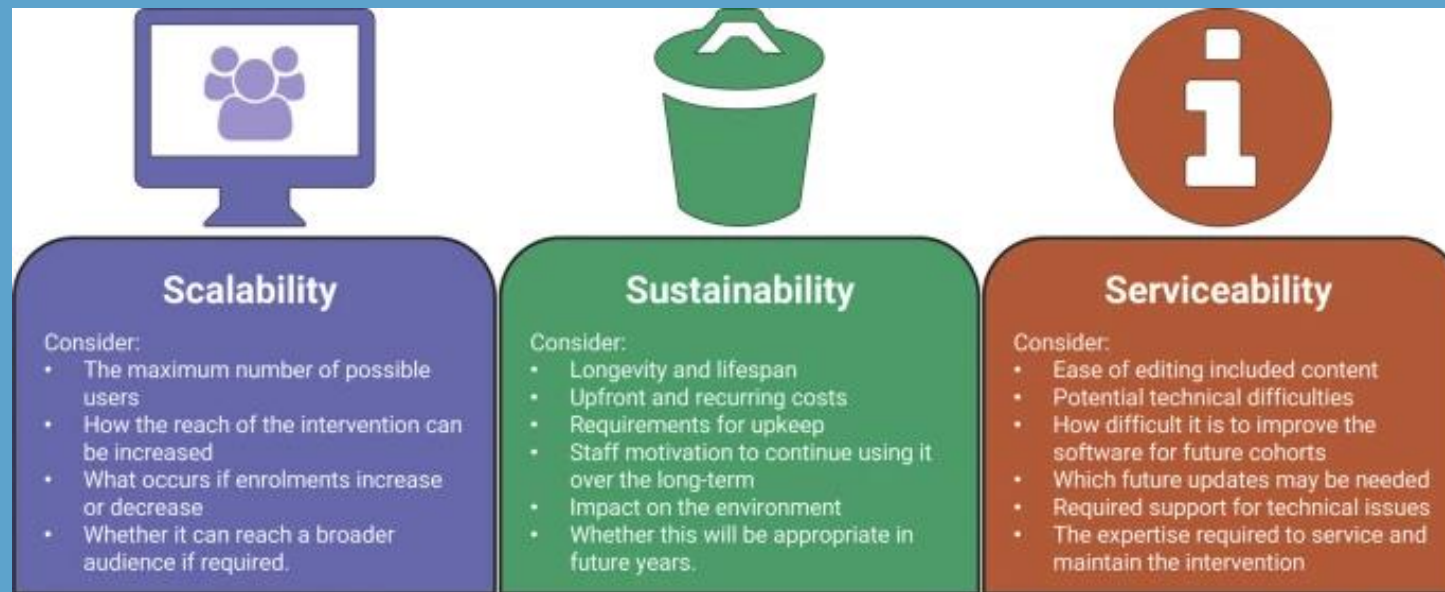 Scalability
Consider:
• The maximum number of possible
users
• How the reach of the intervention can
be increased
• What occurs if enrolments increase
or decrease
• Whether it can reach a broader
audience if required.
Sustainability
Consider:
• Longevity and lifespan
• Upfront and recurring costs
• Requirements for upkeep
• Staff motivation to continue using it
over the long-term
• Impact on the environment
• Whether this will be appropriate in
future years.
Serviceability
Consider:
• Ease of editing included content
• Potential technical difficulties
• How difficult it is to improve the
software for future cohorts
• Which future updates may be needed
• Required support for technical issues
• The expertise required to service and
maintain the intervention